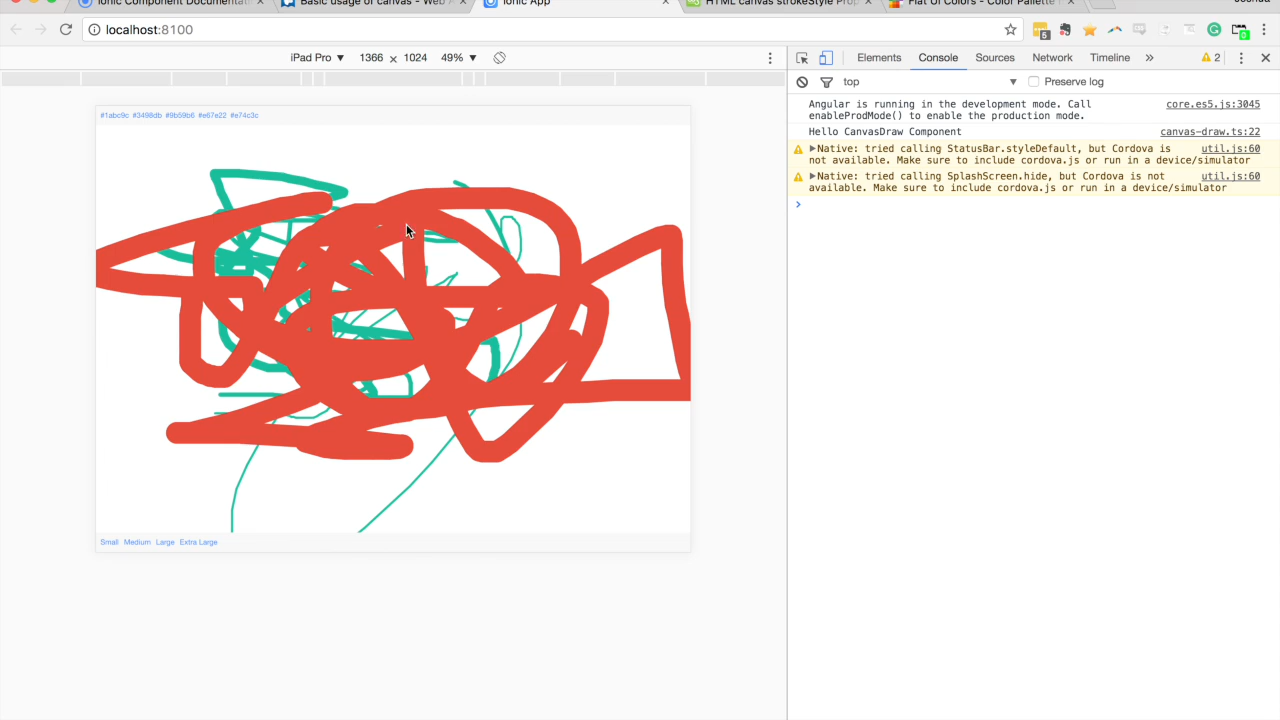 Ionic Component Documentat
Basic usage of canvas - Web A
Ionic App
HTML canvas strokeStyle Prop
Flat UI Colors - Color Pallette
localhost:8100
5
0
iPad Pro ▼ 1366 × 1024 49% ▼
Elements Console Sources Network Timeline » 2
top ▼ Preserve log
Angular is running in the development mode. Call core.es5.js:3045
enableProdMode() to enable the production mode.
Hello CanvasDraw Component canvas-draw.ts:22
▶Native: tried calling StatusBar.styleDefault, but Cordova is util.js:60
not available. Make sure to include cordova.js or run in a device/simulator
▶Native: tried calling SplashScreen.hide, but Cordova is not util.js:60
available. Make sure to include cordova.js or run in a device/simulator
#1abc9c #3498db #9b59b6 #e67e22 #e74c3c
Small Medium Large Extra Large